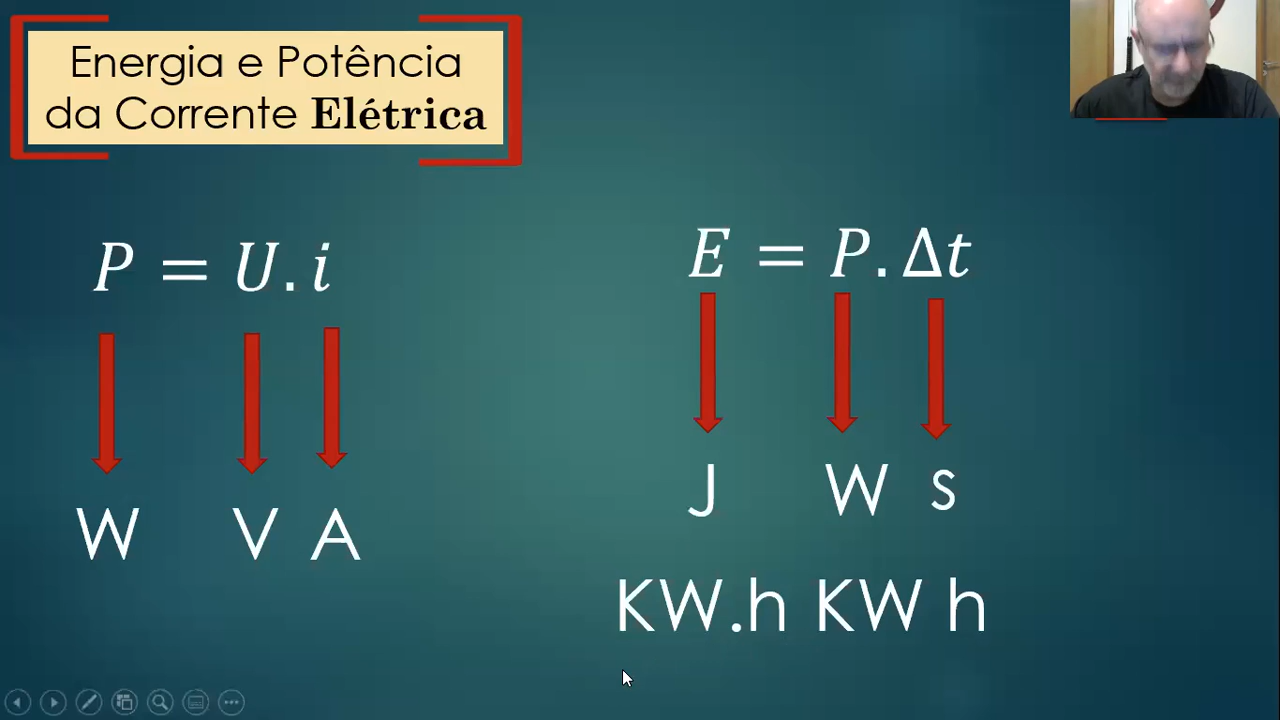 Energia e Potência
da Corrente Elétrica
P = U. i
W V A
E = P. Δt
J W s
KW.h KW h